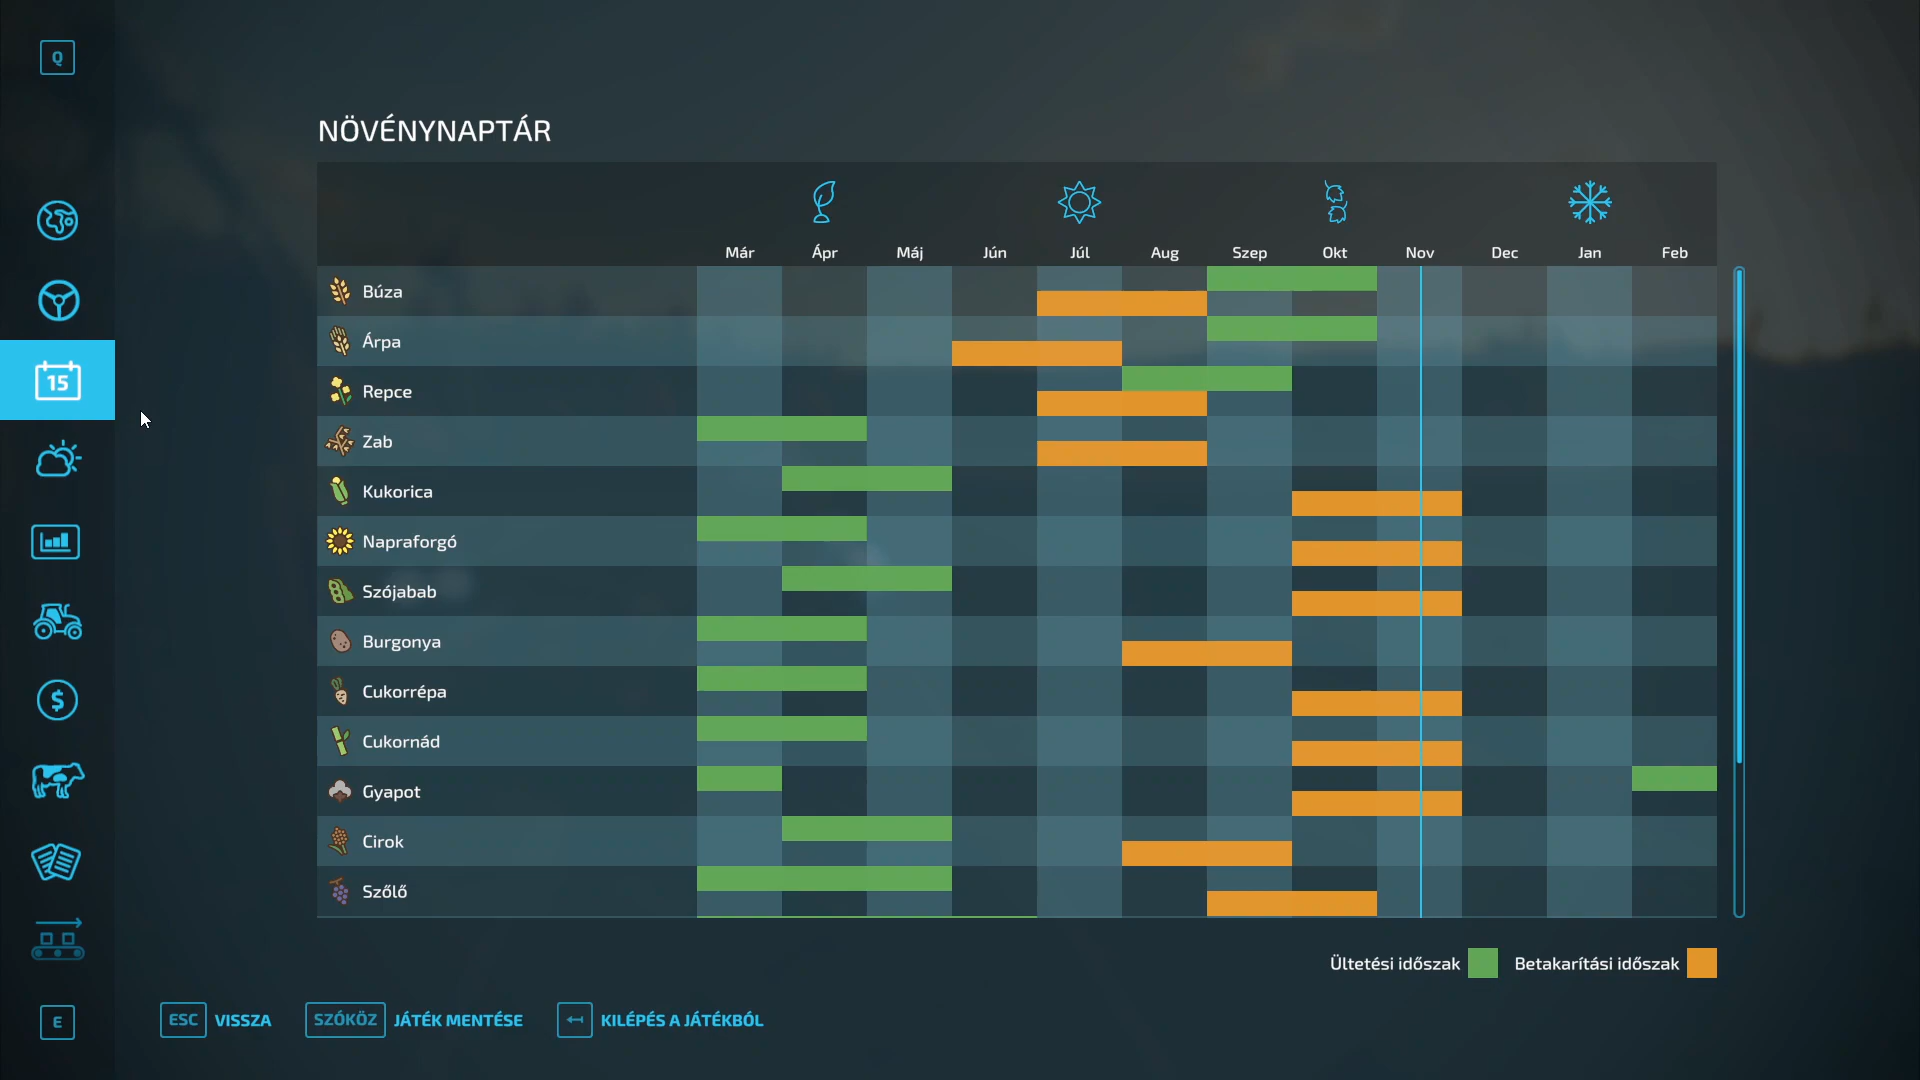 Q
NÖVÉNYNAPTÁR
Már Ápr Máj Jún Júl Aug Szep Okt Nov Dec Jan Feb
Búza
Árpa
Repce
15
Zab
Kukorica
Napraforgó
Szójabab
Burgonya
Cukorrépa
$
Cukornád
Gyapot
Cirok
Szőlő
Ültetési időszak Betakarítási időszak
E
ESC VISSZA SZÓKÖZ JÁTÉK MENTÉSE KILÉPÉS A JÁTÉKBÓL